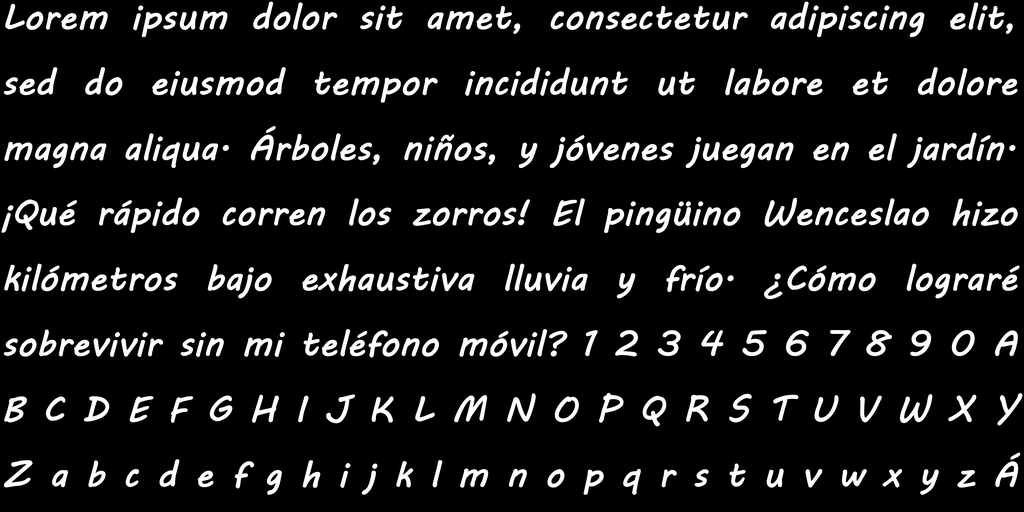 Lorem ipsum dolor sit amet, consectetur adipiscing elit,
sed do eiusmod tempor incididunt ut labore et dolore
magna aliqua. Árboles, niños, y jóvenes juegan en el jardín.
¡Qué rápido corren los zorros! El pingüino Wenceslao hizo
kilómetros bajo exhaustiva lluvia y frío. ¿Cómo lograré
sobrevivir sin mi teléfono móvil? 1 2 3 4 5 6 7 8 9 0 A
B C D E F G H I J K L M N O P Q R S T U V W X Y
Z a b c d e f g h i j k l m n o p q r s t u v w x y z Á